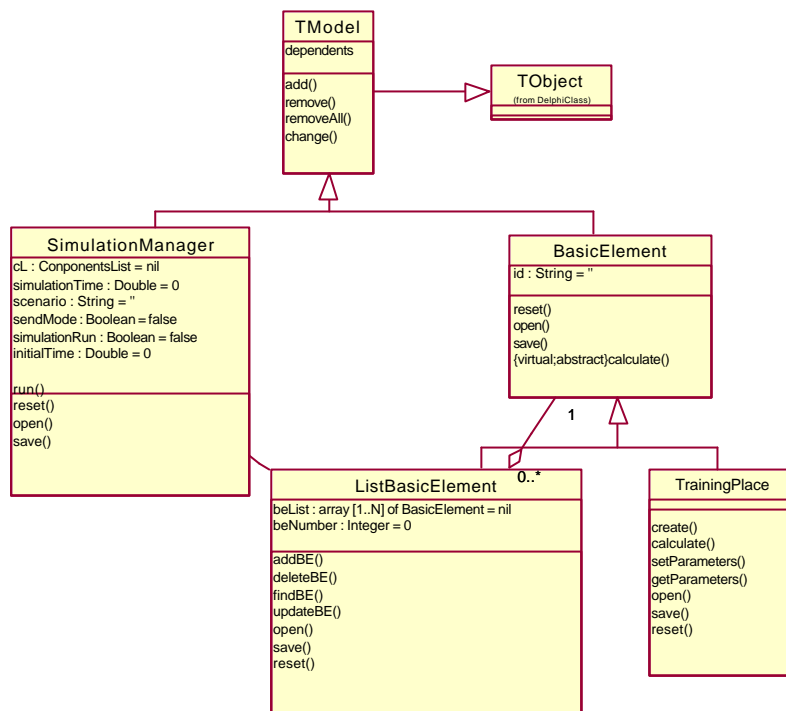 TModel
dependents
add()
remove()
removeAll()
change()
TObject
(from DelphiClass)
SimulationManager
cL : ConponentsList = nil
simulationTime : Double = 0
scenario : String = ''
sendMode : Boolean = false
simulationRun : Boolean = false
initialTime : Double = 0
run()
reset()
open()
save()
BasicElement
id : String = ''
reset()
open()
save()
{virtual;abstract}calculate()
1
0..*
ListBasicElement
beList : array [1..N] of BasicElement = nil
beNumber : Integer = 0
addBE()
deleteBE()
findBE()
updateBE()
open()
save()
reset()
TrainingPlace
create()
calculate()
setParameters()
getParameters()
open()
save()
reset()